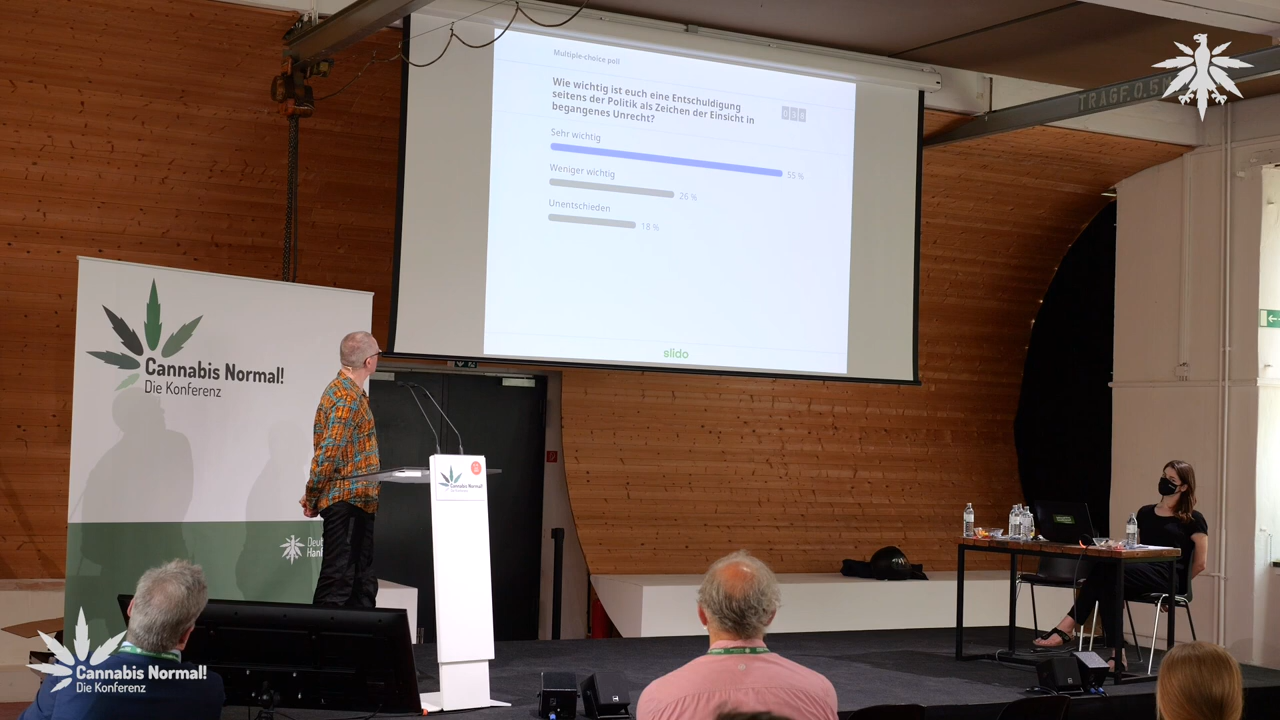 Multiple-choice poll
Wie wichtig ist euch eine Entschuldigung
seitens der Politik als Zeichen der Einsicht in
begangenes Unrecht?
Sehr wichtig
55 %
Weniger wichtig
26 %
Unentschieden
18 %
slido
TRAGF. 0,5
Cannabis Normal!
Die Konferenz
Cannabis Normal!
Cannabis Normal!
Die Konferenz